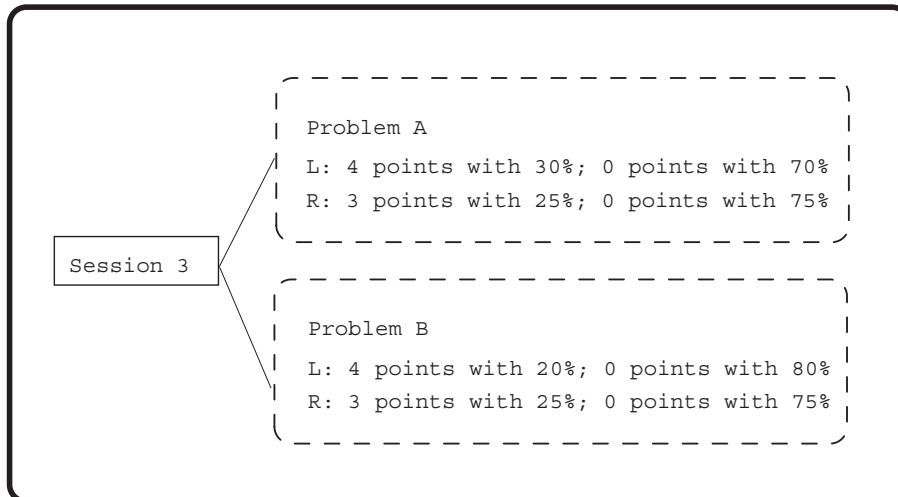 Session 3
Problem A
L: 4 points with 30%; 0 points with 70%
R: 3 points with 25%; 0 points with 75%
Problem B
L: 4 points with 20%; 0 points with 80%
R: 3 points with 25%; 0 points with 75%